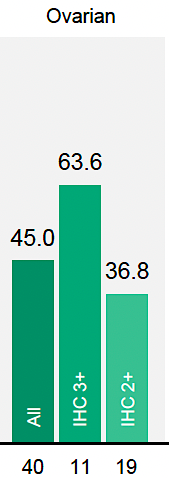 Ovarian
63.6
45.0
36.8
All
IHC 3+
IHC 2+
40 11 19